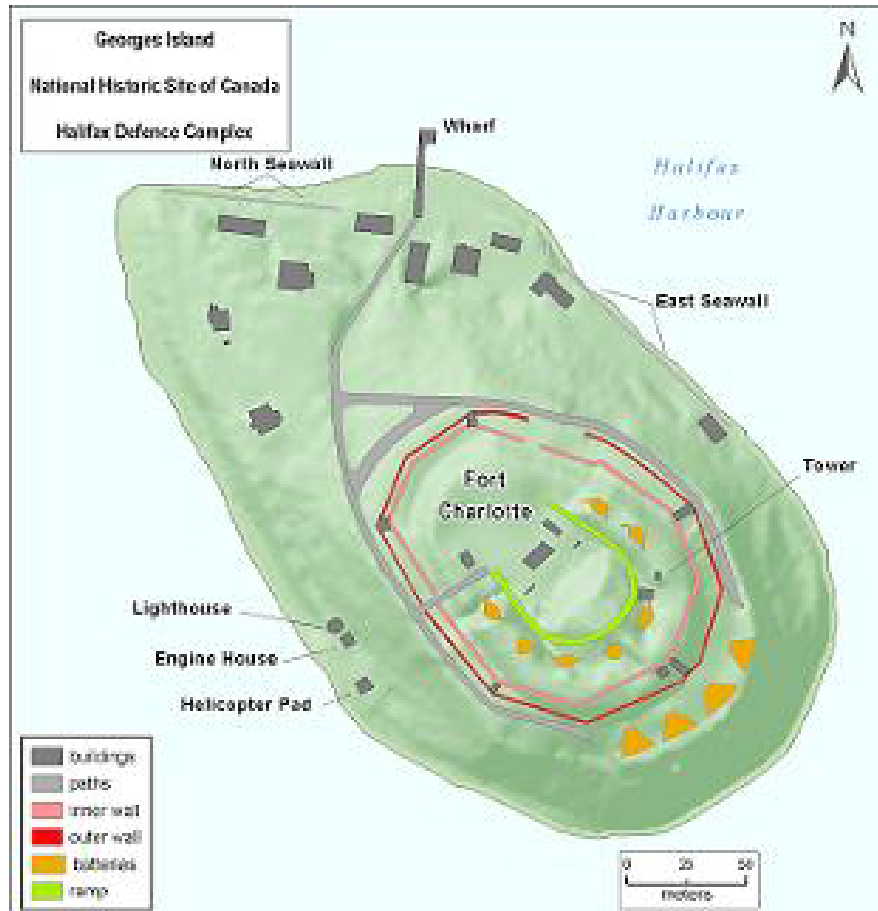 Georges Island
National Historic Site of Canada
Halifax Defence Complex
N
Wharf
North Seawall
Halifax
Harbour
East Seawall
Tower
Fort
Charlotte
Lighthouse
Engine House
Helicopter Pad
buildings
paths
inner wall
outer wall
batteries
ramp
0 25 50
meters